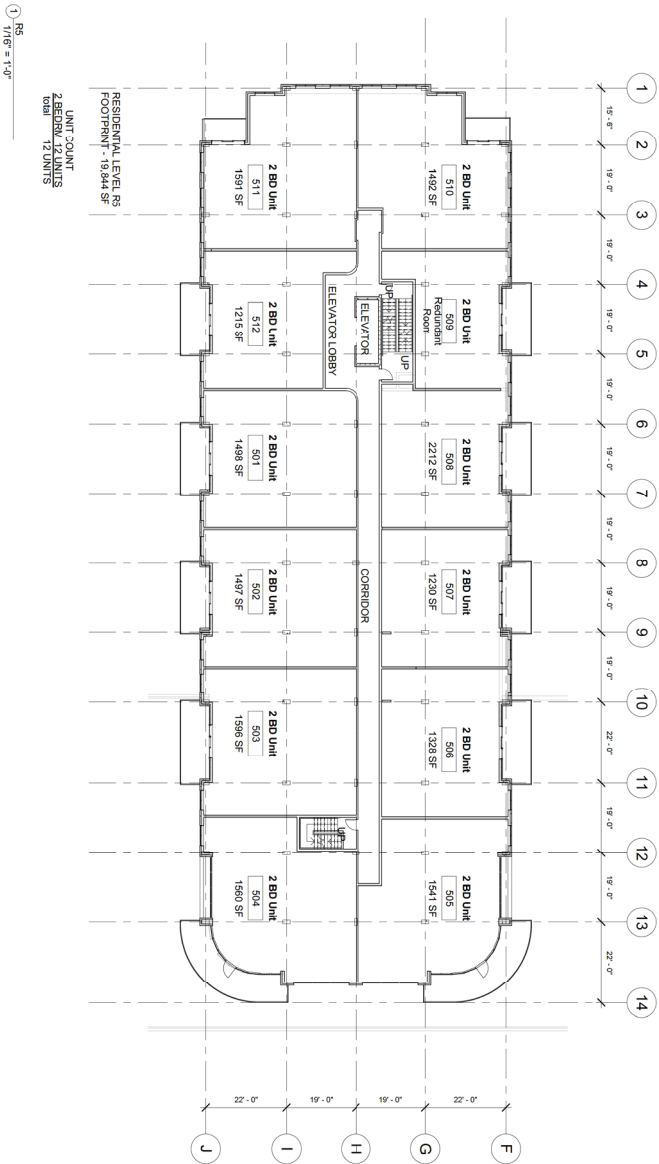 1
2
3
4
5
6
7
8
9
10
11
12
13
14
15' - 6"
19' - 0"
19' - 0"
19' - 0"
19' - 0"
19' - 0"
19' - 0"
19' - 0"
19' - 0"
22' - 0"
19' - 0"
19' - 0"
22' - 0"
2 BD Unit
510
1492 SF
2 BD Unit
509
Redundant
Room
2 BD Unit
508
2212 SF
2 BD Unit
507
1230 SF
2 BD Unit
506
1328 SF
2 BD Unit
505
1541 SF
UP
UP
ELEVATOR
ELEVATOR LOBBY
CORRIDOR
UP
2 BD Unit
511
1591 SF
2 BD Unit
512
1215 SF
2 BD Unit
501
1498 SF
2 BD Unit
502
1497 SF
2 BD Unit
503
1596 SF
2 BD Unit
504
1560 SF
22' - 0"
19' - 0"
19' - 0"
22' - 0"
J
I
H
G
F
RESIDENTIAL LEVEL R5
FOOTPRINT - 19,844 SF
UNIT COUNT
2 BEDRM 12 UNITS
total 12 UNITS
1
R5
1/16" = 1'-0"